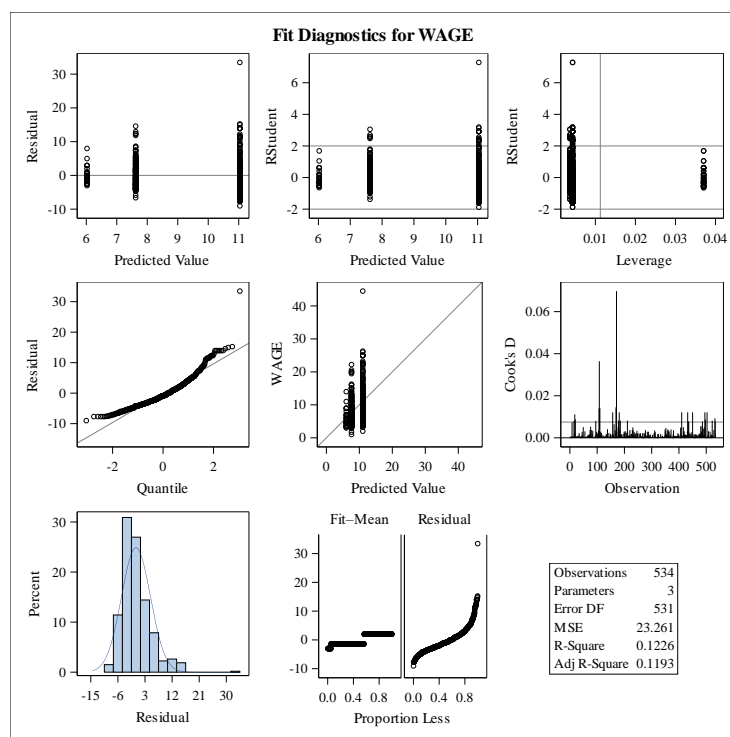 Fit Diagnostics for WAGE
30
20
10
0
-10
Residual
6 7 8 9 10 11
Predicted Value
6
4
2
0
-2
RStudent
6 7 8 9 10 11
Predicted Value
6
4
2
0
-2
RStudent
0.01 0.02 0.03 0.04
Leverage
30
20
10
0
-10
Residual
-2 0 2
Quantile
40
30
20
10
0
WAGE
0 10 20 30 40
Predicted Value
0.06
0.04
0.02
0.00
Cook's D
0 100 200 300 400 500
Observation
30
20
10
0
Percent
-15 -6 3 12 21 30
Residual
Fit–Mean Residual
30
20
10
0
-10
0.0 0.4 0.8 0.0 0.4 0.8
Proportion Less
Observations 534
Parameters 3
Error DF 531
MSE 23.261
R-Square 0.1226
Adj R-Square 0.1193